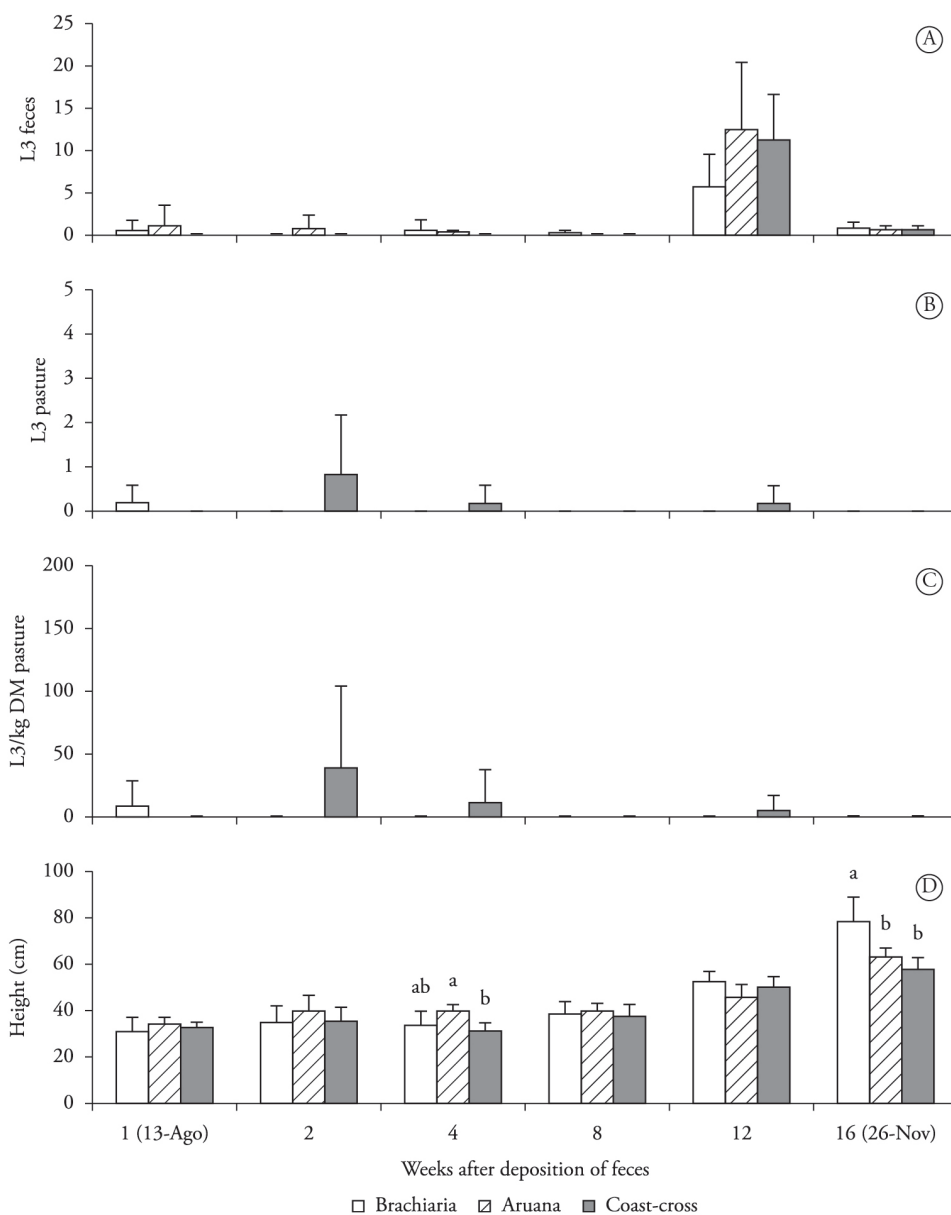 25
20
15
10
5
0
L3 feces
A
5
4
3
2
1
0
L3 pasture
B
200
150
100
50
0
L3/kg DM pasture
C
100
80
60
40
20
0
Height (cm)
D
ab a b
a b b
1 (13-Ago) 2 4 8 12 16 (26-Nov)
Weeks after deposition of feces
Brachiaria Aruana Coast-cross